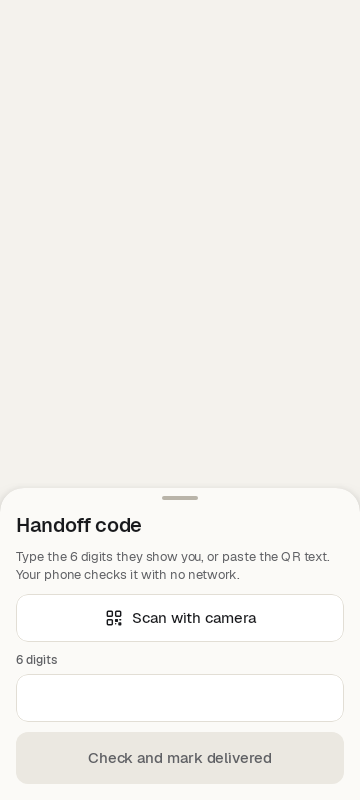 Handoff code
Type the 6 digits they show you, or paste the QR text.
Your phone checks it with no network.
Scan with camera
6 digits
Check and mark delivered